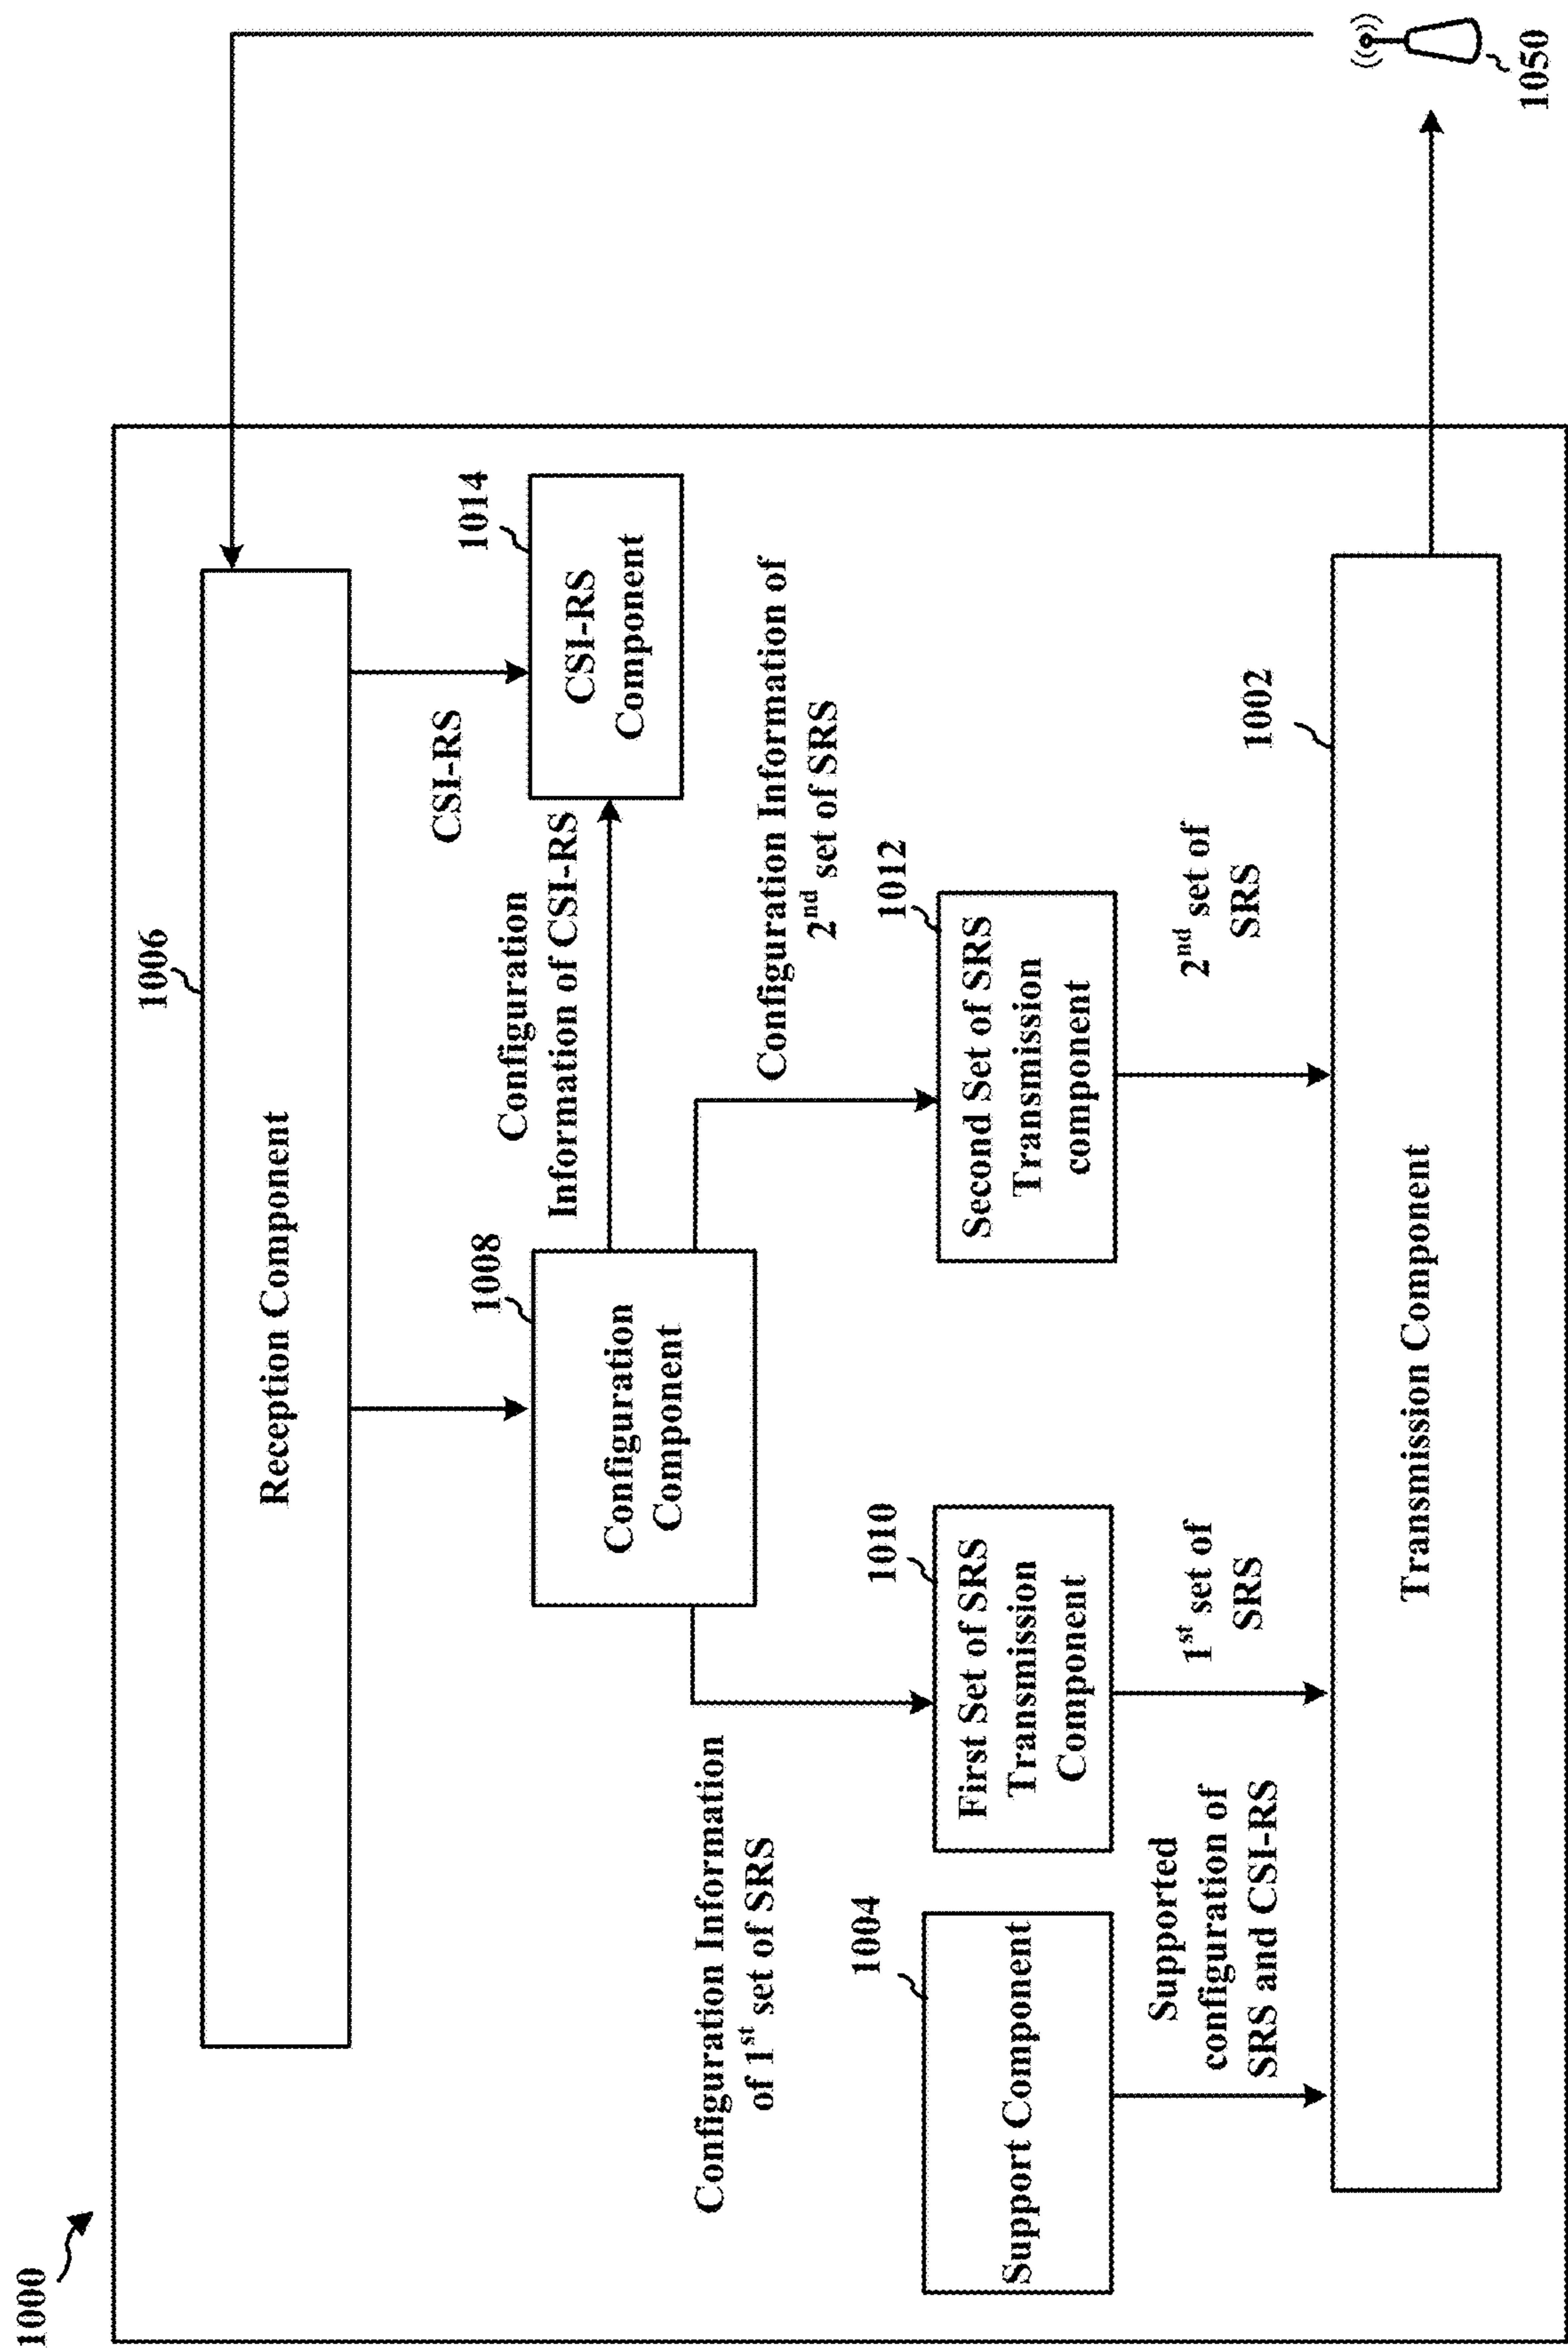 1000
1006
Reception Component
CSI-RS
1014
CSI-RS
Component
Configuration
Information of CSI-RS
1008
Configuration
Component
Configuration Information
of 1st set of SRS
Configuration Information of
2nd set of SRS
1004
Support Component
1010
First Set of SRS
Transmission
Component
1012
Second Set of SRS
Transmission
component
Supported
configuration of
SRS and CSI-RS
1st set of
SRS
2nd set of
SRS
1002
Transmission Component
1050